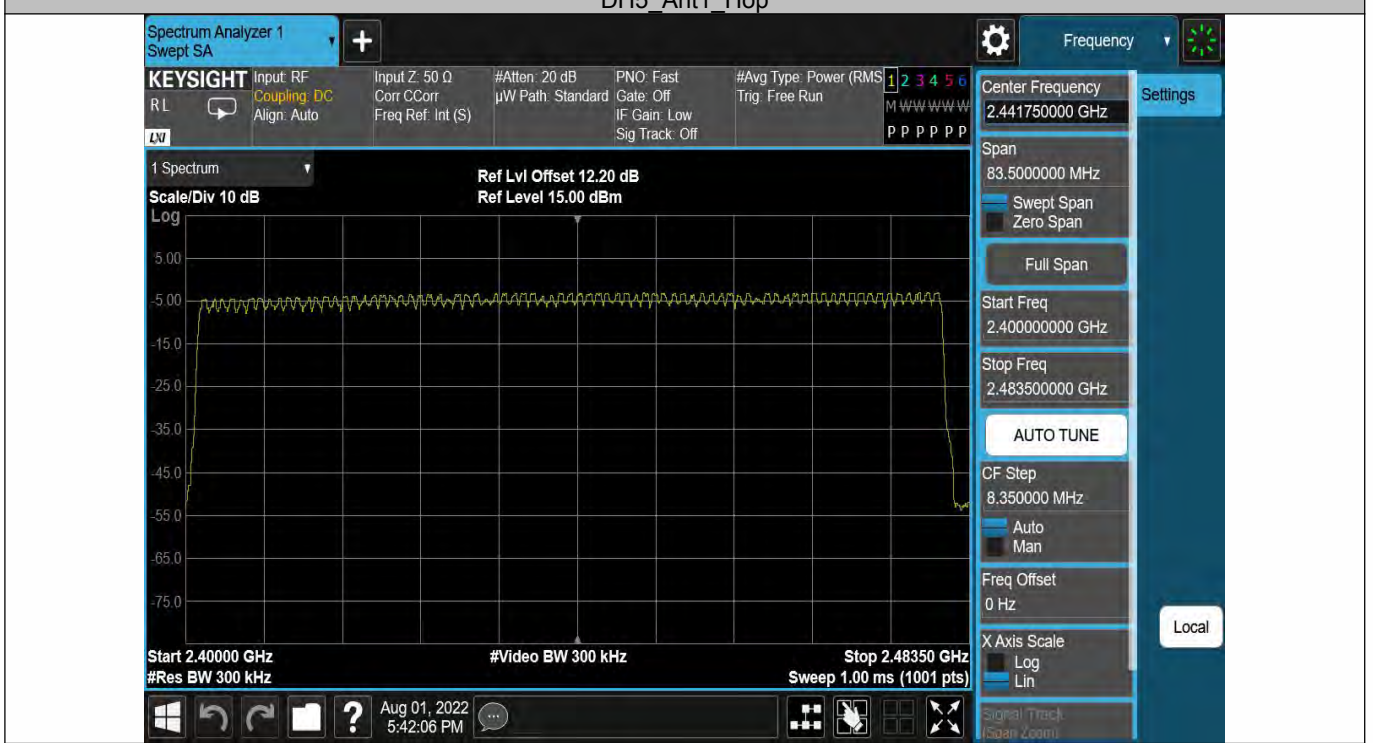 DH5_Ant1_Hop
Spectrum Analyzer 1
Swept SA
Frequency
KEYSIGHT
RL
LXI
Input: RF
Coupling: DC
Align: Auto
Input Z: 50 Ω
Corr CCorr
Freq Ref: Int (S)
#Atten: 20 dB
µW Path: Standard
PNO: Fast
Gate: Off
IF Gain: Low
Sig Track: Off
#Avg Type: Power (RMS
Trig: Free Run
1 2 3 4 5 6
M W W W W W
P P P P P P
1 Spectrum
Scale/Div 10 dB
Ref Lvl Offset 12.20 dB
Ref Level 15.00 dBm
Log
5.00
-5.00
-15.0
-25.0
-35.0
-45.0
-55.0
-65.0
-75.0
Start 2.40000 GHz
#Video BW 300 kHz
Stop 2.48350 GHz
#Res BW 300 kHz
Sweep 1.00 ms (1001 pts)
Center Frequency
2.441750000 GHz
Settings
Span
83.5000000 MHz
Swept Span
Zero Span
Full Span
Start Freq
2.400000000 GHz
Stop Freq
2.483500000 GHz
AUTO TUNE
CF Step
8.350000 MHz
Auto
Man
Freq Offset
0 Hz
Local
X Axis Scale
Log
Lin
Signal Track
(Span Zoom)
?
Aug 01, 2022
5:42:06 PM